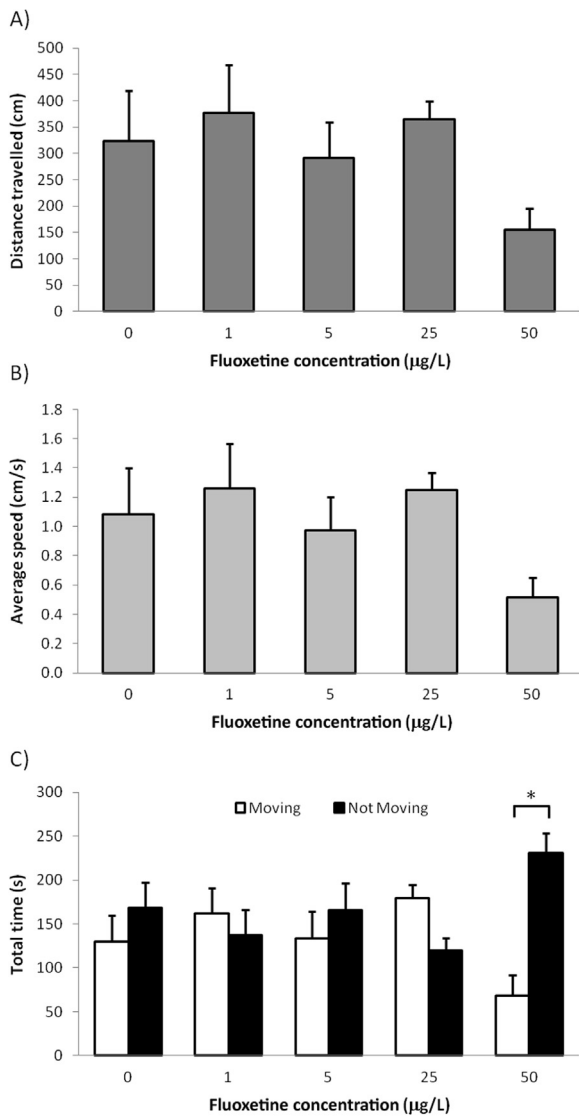 A)
Distance travelled (cm)
500
450
400
350
300
250
200
150
100
50
0
0 1 5 25 50
Fluoxetine concentration (µg/L)
B)
Average speed (cm/s)
1.8
1.6
1.4
1.2
1.0
0.8
0.6
0.4
0.2
0.0
0 1 5 25 50
Fluoxetine concentration (µg/L)
C)
Total time (s)
300
250
200
150
100
50
0
Moving Not Moving
*
0 1 5 25 50
Fluoxetine concentration (µg/L)